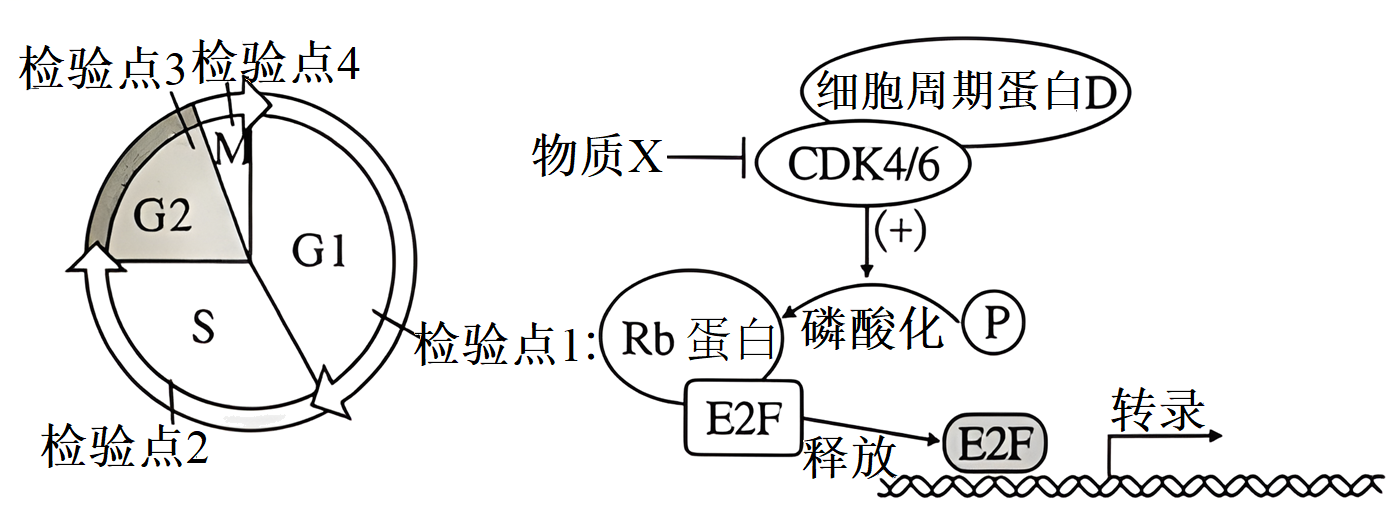 检验点3
检验点4
M
G2
G1
S
检验点1:
检验点2
细胞周期蛋白D
物质X
CDK4/6
(+)
Rb 蛋白
磷酸化
P
E2F
释放
E2F
转录